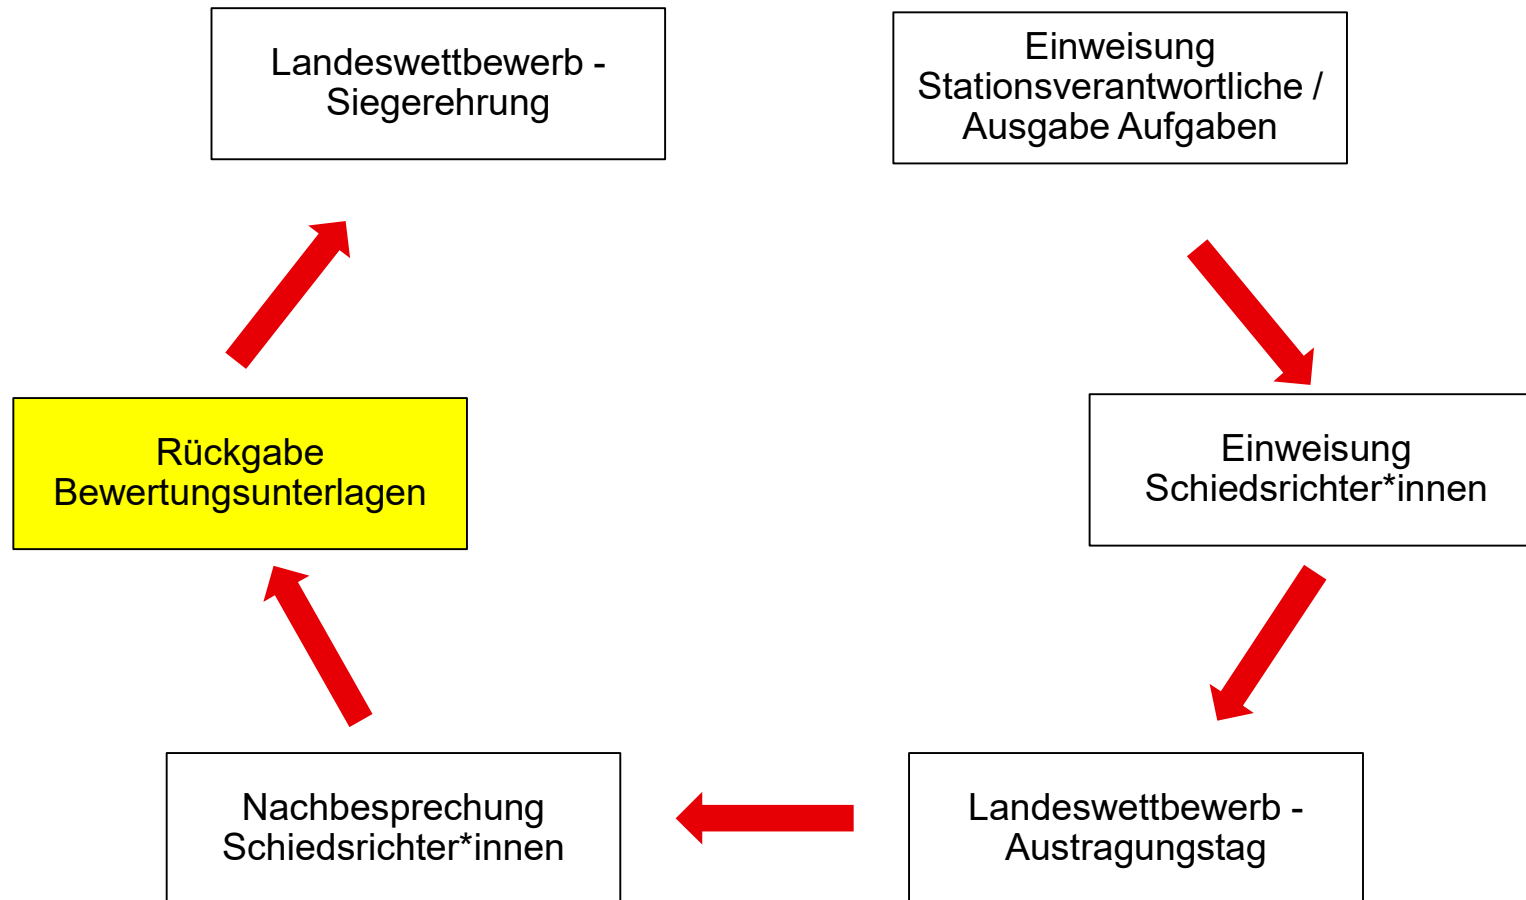 Landeswettbewerb -
Siegerehrung
Einweisung
Stationsverantwortliche /
Ausgabe Aufgaben
Rückgabe
Bewertungsunterlagen
Einweisung
Schiedsrichter*innen
Nachbesprechung
Schiedsrichter*innen
Landeswettbewerb -
Austragungstag